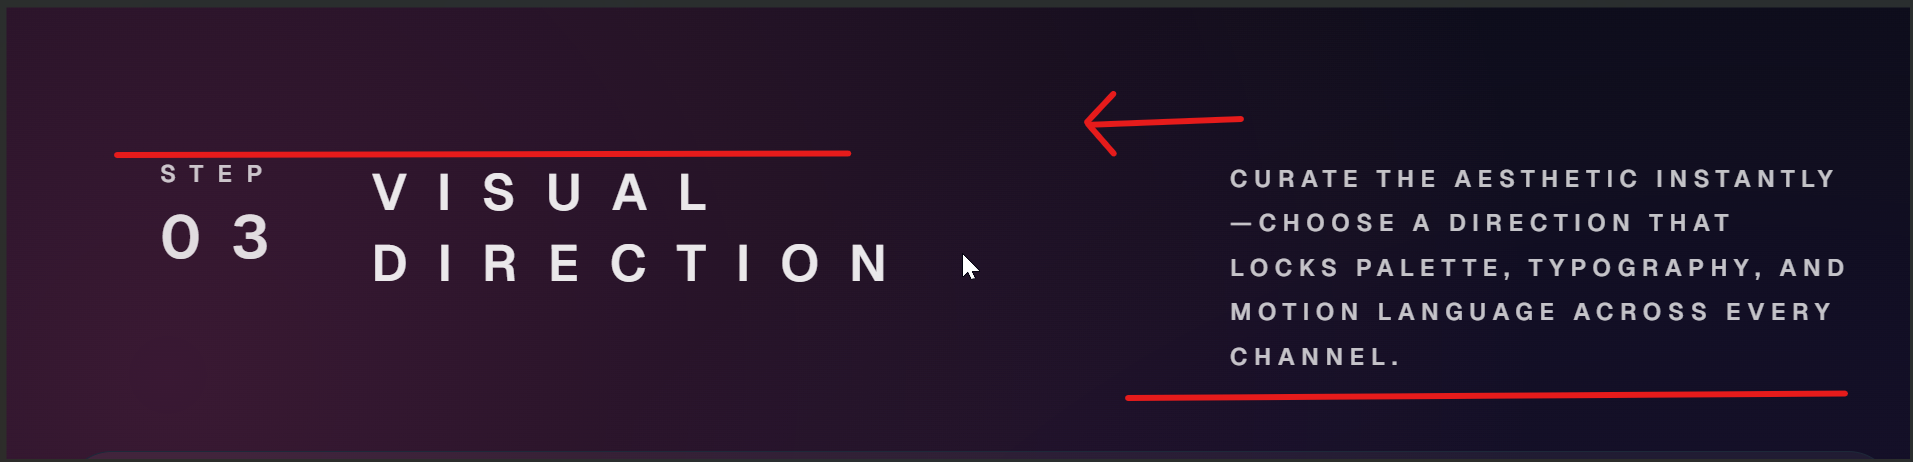 STEP
03
VISUAL
DIRECTION
CURATE THE AESTHETIC INSTANTLY
—CHOOSE A DIRECTION THAT
LOCKS PALETTE, TYPOGRAPHY, AND
MOTION LANGUAGE ACROSS EVERY
CHANNEL.